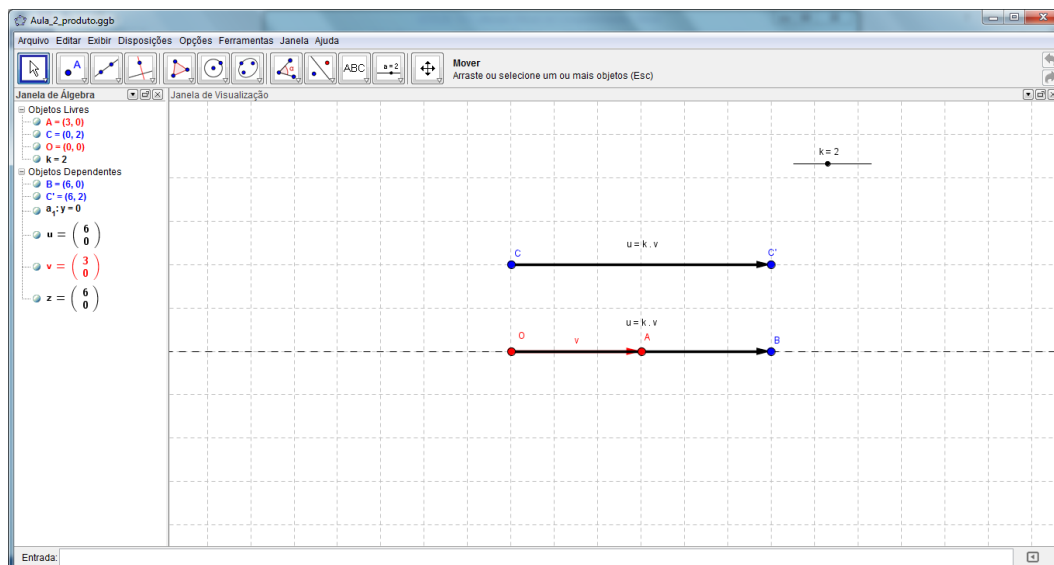 Aula_2_produto.ggb
Arquivo Editar Exibir Disposições Opções Ferramentas Janela Ajuda
A
α
ABC
a = 2
Mover
Arraste ou selecione um ou mais objetos (Esc)
Janela de Álgebra
Objetos Livres
A = (3, 0)
C = (0, 2)
O = (0, 0)
k = 2
Objetos Dependentes
B = (6, 0)
C' = (6, 2)
a₁: y = 0
u = (6 0)
v = (3 0)
z = (6 0)
Janela de Visualização
k = 2
u = k . v
C C'
u = k . v
O v A B
Entrada: